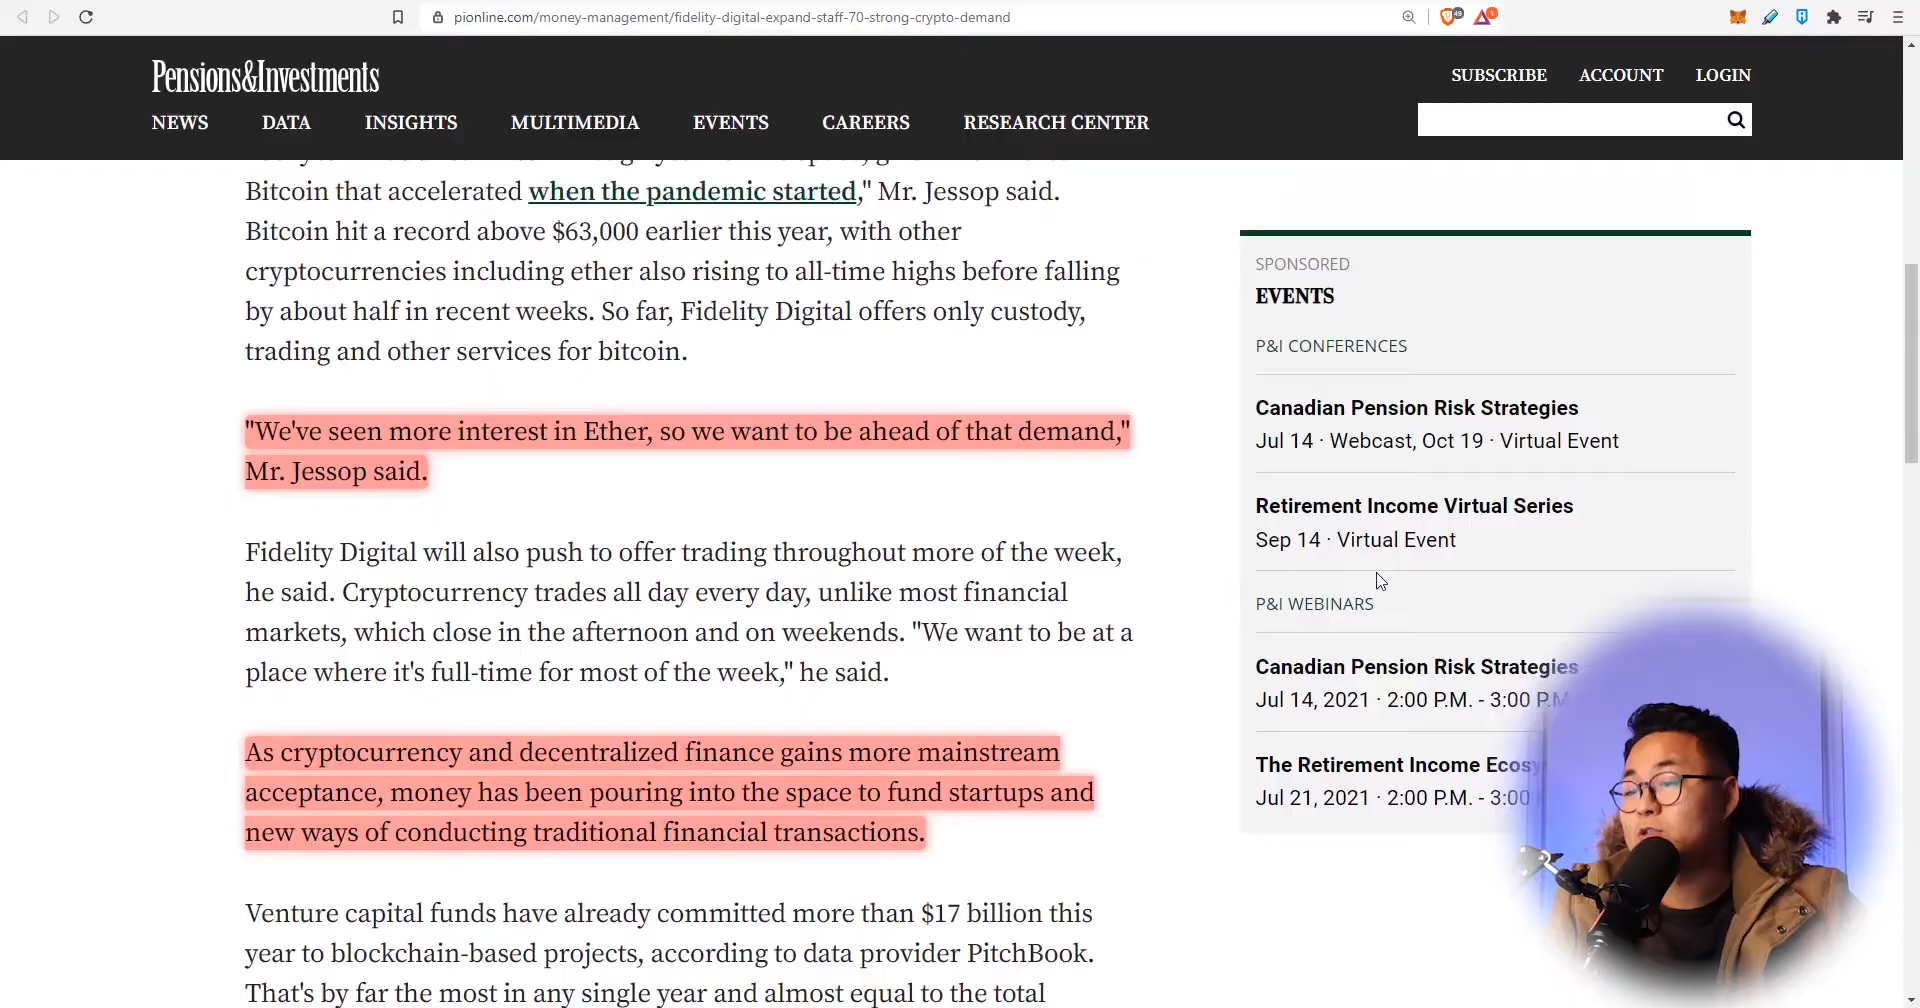 pionline.com/money-management/fidelity-digital-expand-staff-70-strong-crypto-demand
49
1
Pensions&Investments
SUBSCRIBE ACCOUNT LOGIN
NEWS DATA INSIGHTS MULTIMEDIA EVENTS CAREERS RESEARCH CENTER
Bitcoin that accelerated when the pandemic started," Mr. Jessop said.
Bitcoin hit a record above $63,000 earlier this year, with other
cryptocurrencies including ether also rising to all-time highs before falling
by about half in recent weeks. So far, Fidelity Digital offers only custody,
trading and other services for bitcoin.
"We've seen more interest in Ether, so we want to be ahead of that demand,"
Mr. Jessop said.
Fidelity Digital will also push to offer trading throughout more of the week,
he said. Cryptocurrency trades all day every day, unlike most financial
markets, which close in the afternoon and on weekends. "We want to be at a
place where it's full-time for most of the week," he said.
As cryptocurrency and decentralized finance gains more mainstream
acceptance, money has been pouring into the space to fund startups and
new ways of conducting traditional financial transactions.
Venture capital funds have already committed more than $17 billion this
year to blockchain-based projects, according to data provider PitchBook.
That's by far the most in any single year and almost equal to the total
SPONSORED
EVENTS
P&I CONFERENCES
Canadian Pension Risk Strategies
Jul 14 · Webcast, Oct 19 · Virtual Event
Retirement Income Virtual Series
Sep 14 · Virtual Event
P&I WEBINARS
Canadian Pension Risk Strategies
Jul 14, 2021 · 2:00 P.M. - 3:00 P.M
The Retirement Income Ecosy
Jul 21, 2021 · 2:00 P.M. - 3:00